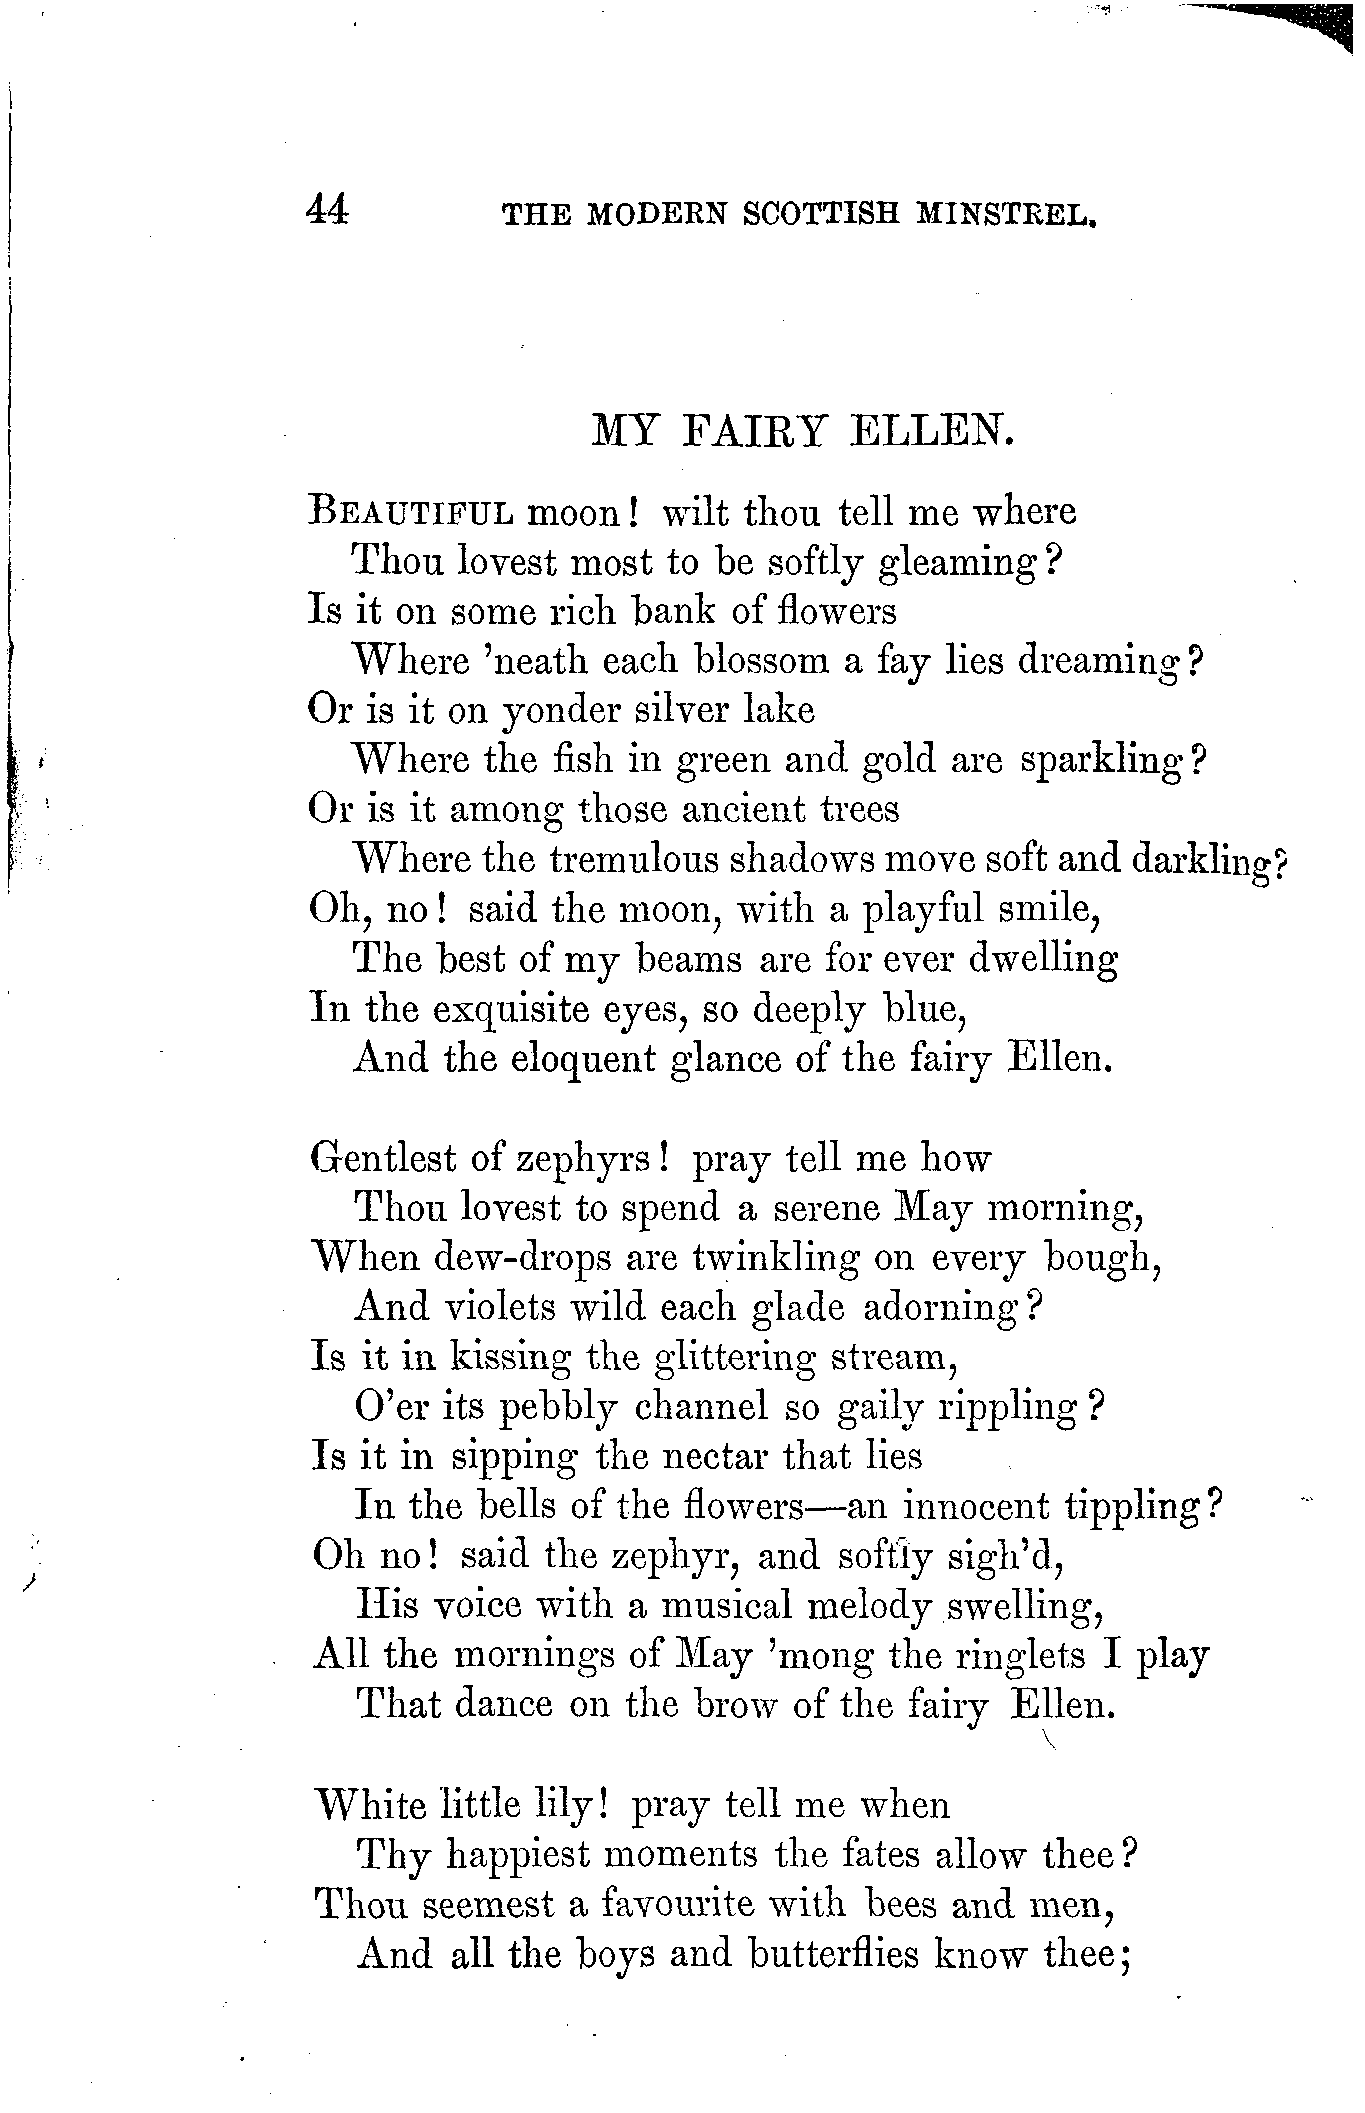 44 THE MODERN SCOTTISH MINSTREL.
MY FAIRY ELLEN.
BEAUTIFUL moon! wilt thou tell me where
Thou lovest most to be softly gleaming?
Is it on some rich bank of flowers
Where 'neath each blossom a fay lies dreaming?
Or is it on yonder silver lake
Where the fish in green and gold are sparkling?
Or is it among those ancient trees
Where the tremulous shadows move soft and darkling?
Oh, no! said the moon, with a playful smile,
The best of my beams are for ever dwelling
In the exquisite eyes, so deeply blue,
And the eloquent glance of the fairy Ellen.
Gentlest of zephyrs! pray tell me how
Thou lovest to spend a serene May morning,
When dew-drops are twinkling on every bough,
And violets wild each glade adorning?
Is it in kissing the glittering stream,
O'er its pebbly channel so gaily rippling?
Is it in sipping the nectar that lies
In the bells of the flowers—an innocent tippling?
Oh no! said the zephyr, and softly sigh'd,
His voice with a musical melody swelling,
All the mornings of May 'mong the ringlets I play
That dance on the brow of the fairy Ellen.
White little lily! pray tell me when
Thy happiest moments the fates allow thee?
Thou seemest a favourite with bees and men,
And all the boys and butterflies know thee;